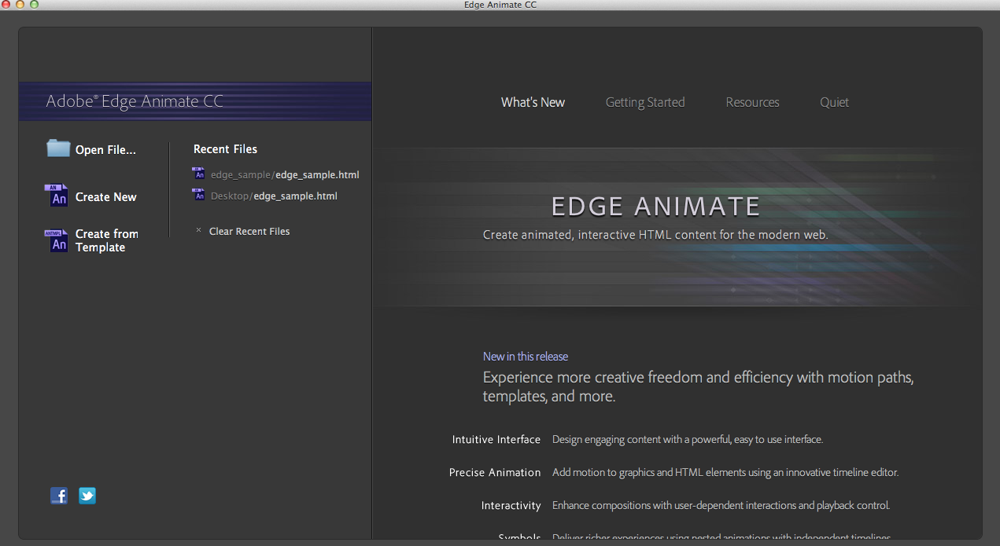 Edge Animate CC
Adobe® Edge Animate CC
Open File...
Create New
Create from
Template
Recent Files
edge_sample/edge_sample.html
Desktop/edge_sample.html
× Clear Recent Files
What's New
Getting Started
Resources
Quiet
EDGE ANIMATE
Create animated, interactive HTML content for the modern web.
New in this release
Experience more creative freedom and efficiency with motion paths,
templates, and more.
Intuitive Interface Design engaging content with a powerful, easy to use interface.
Precise Animation Add motion to graphics and HTML elements using an innovative timeline editor.
Interactivity Enhance compositions with user-dependent interactions and playback control.
Symbols Deliver richer experiences using nested animations with independent timelines
AN
An
ANTMPL
An
An
An